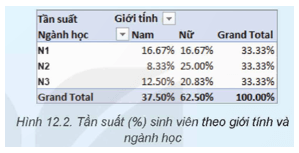 Tần suất Giới tính
Ngành học Nam Nữ Grand Total
N1 16.67% 16.67% 33.33%
N2 8.33% 25.00% 33.33%
N3 12.50% 20.83% 33.33%
Grand Total 37.50% 62.50% 100.00%
Hình 12.2. Tần suất (%) sinh viên theo giới tính và
ngành học